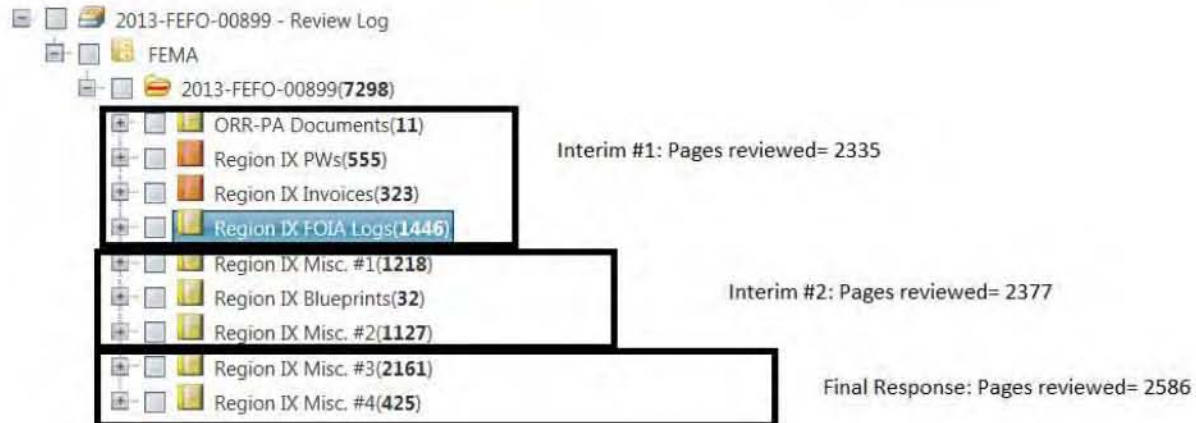 2013-FEFO-00899 - Review Log
FEMA
2013-FEFO-00899(7298)
ORR-PA Documents(11)
Region IX PWs(555)
Interim #1: Pages reviewed= 2335
Region IX Invoices(323)
Region IX FOIA Logs(1446)
Region IX Misc. #1(1218)
Region IX Blueprints(32)
Interim #2: Pages reviewed= 2377
Region IX Misc. #2(1127)
Region IX Misc. #3(2161)
Region IX Misc. #4(425)
Final Response: Pages reviewed= 2586